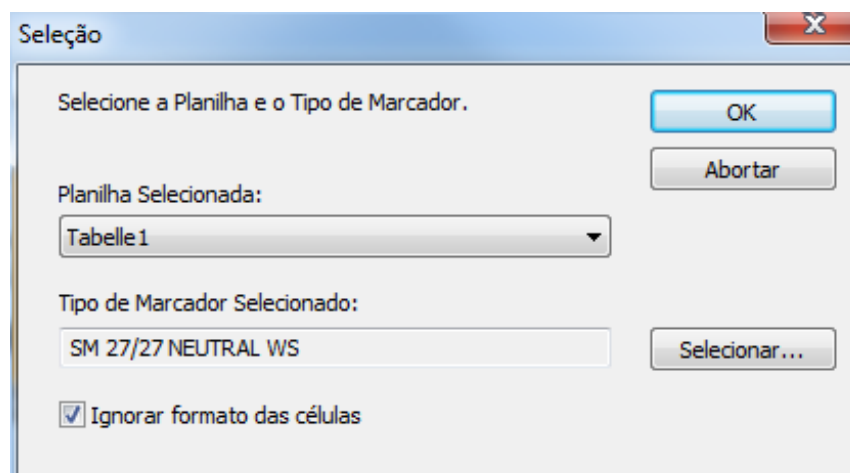 Seleção
Selecione a Planilha e o Tipo de Marcador.
OK
Abortar
Planilha Selecionada:
Tabelle1
Tipo de Marcador Selecionado:
SM 27/27 NEUTRAL WS
Selecionar...
Ignorar formato das células